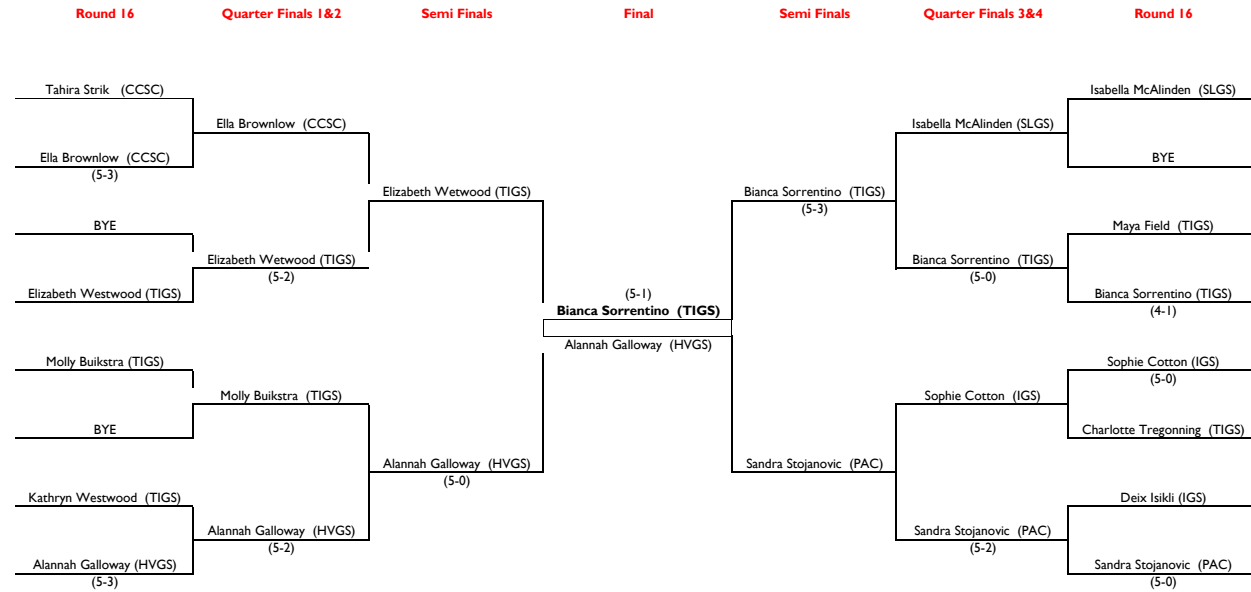 Round 16 Quarter Finals 1&2 Semi Finals Final Semi Finals Quarter Finals 3&4 Round 16
Tahira Strik (CCSC) Isabella McAlinden (SLGS)
Ella Brownlow (CCSC) Isabella McAlinden (SLGS)
Ella Brownlow (CCSC) BYE
(5-3)
Elizabeth Wetwood (TIGS) Bianca Sorrentino (TIGS)
(5-3)
BYE Maya Field (TIGS)
Elizabeth Wetwood (TIGS) Bianca Sorrentino (TIGS)
(5-2) (5-0)
Elizabeth Westwood (TIGS) (5-1) Bianca Sorrentino (TIGS)
Bianca Sorrentino (TIGS) (4-1)
Alannah Galloway (HVGS)
Molly Buikstra (TIGS) Sophie Cotton (IGS)
(5-0)
Molly Buikstra (TIGS) Sophie Cotton (IGS)
BYE Charlotte Tregonning (TIGS)
Alannah Galloway (HVGS) Sandra Stojanovic (PAC)
(5-0)
Kathryn Westwood (TIGS) Deix Isikli (IGS)
Alannah Galloway (HVGS) Sandra Stojanovic (PAC)
(5-2) (5-2)
Alannah Galloway (HVGS) Sandra Stojanovic (PAC)
(5-3) (5-0)